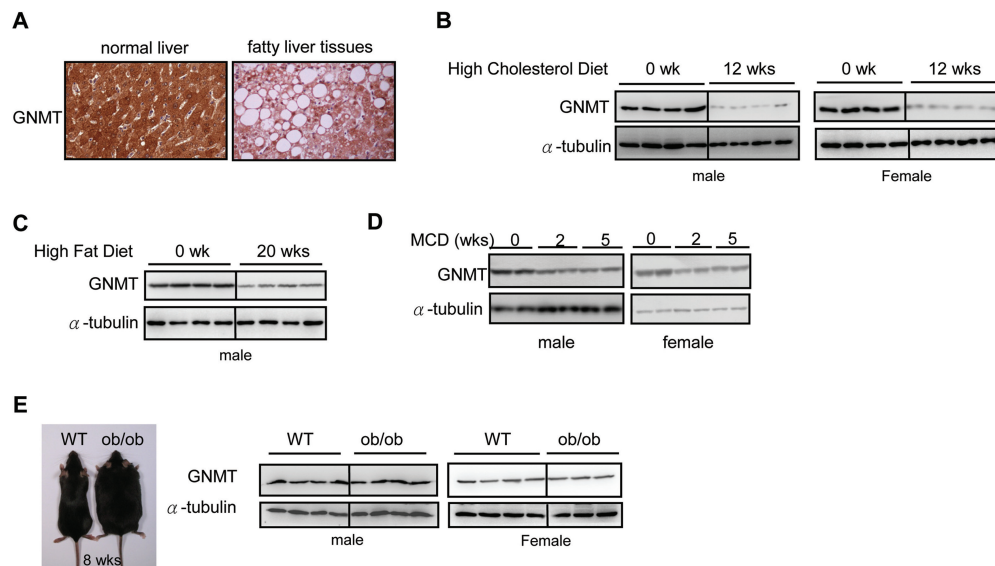 A
normal liver fatty liver tissues
GNMT
B
High Cholesterol Diet 0 wk 12 wks 0 wk 12 wks
GNMT
α-tubulin
male Female
C
High Fat Diet 0 wk 20 wks
GNMT
α-tubulin
male
D
MCD (wks) 0 2 5 0 2 5
GNMT
α-tubulin
male female
E
WT ob/ob
8 wks
WT ob/ob WT ob/ob
GNMT
α-tubulin
male Female